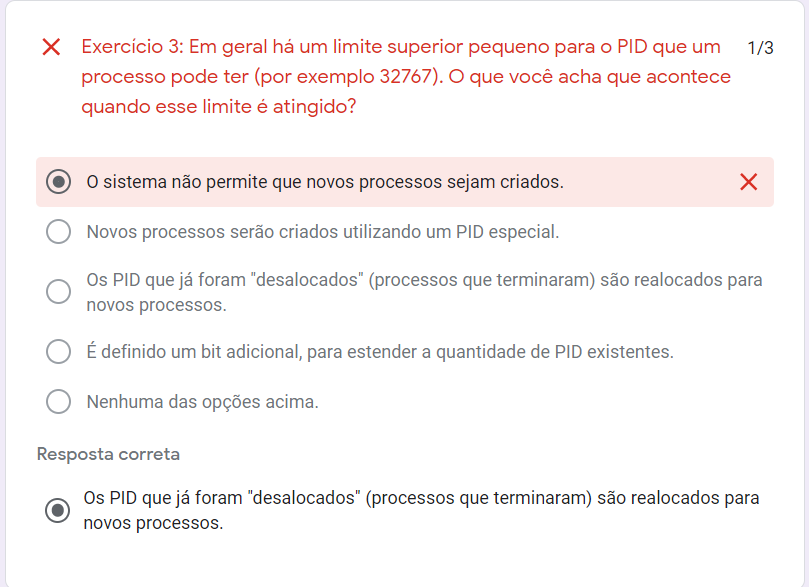 Exercício 3: Em geral há um limite superior pequeno para o PID que um 1/3
processo pode ter (por exemplo 32767). O que você acha que acontece
quando esse limite é atingido?
O sistema não permite que novos processos sejam criados.
Novos processos serão criados utilizando um PID especial.
Os PID que já foram "desalocados" (processos que terminaram) são realocados para
novos processos.
É definido um bit adicional, para estender a quantidade de PID existentes.
Nenhuma das opções acima.
Resposta correta
Os PID que já foram "desalocados" (processos que terminaram) são realocados para
novos processos.